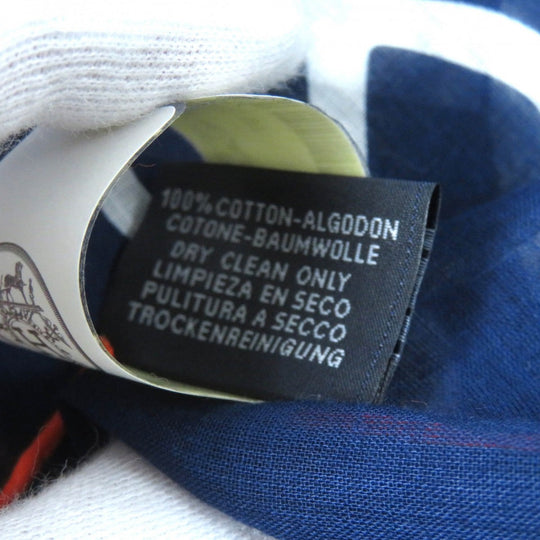 100% COTTON-ALGODON
COTONE-BAUMWOLLE
DRY CLEAN ONLY
LIMPIEZA EN SECO
PULITURA A SECCO
TROCKENREINIGUNG